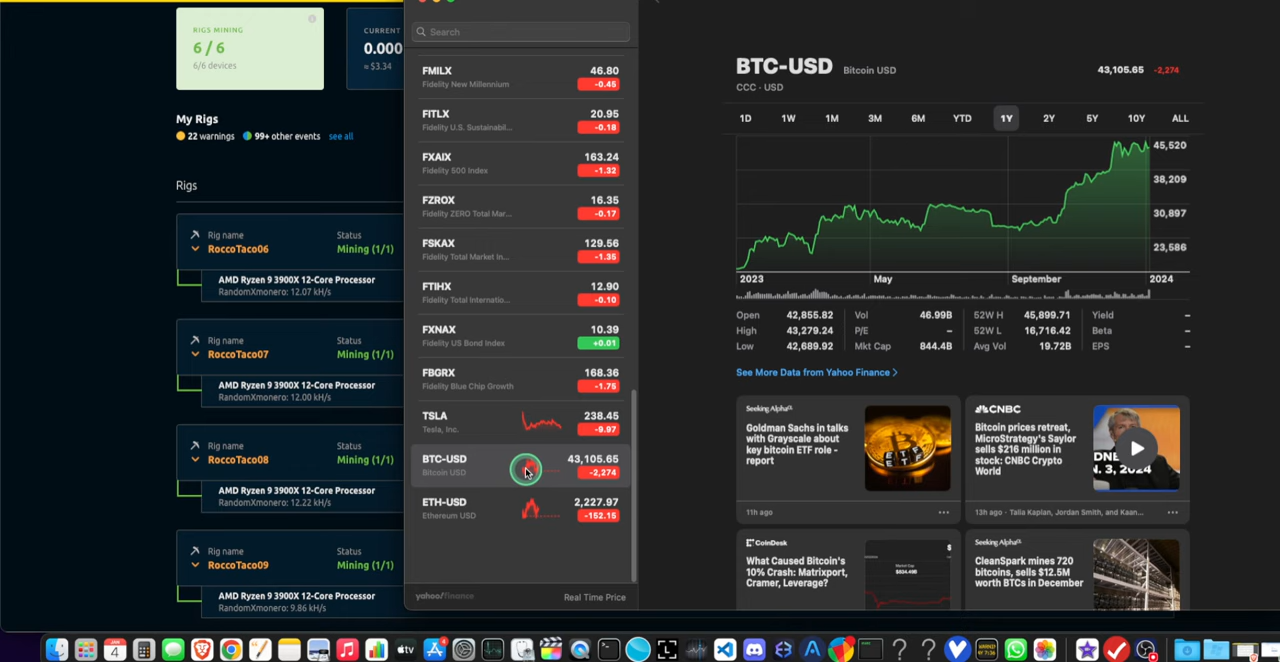 RIGS MINING
6 / 6
6/6 devices
CURRENT
0.000
≈ $3.34
My Rigs
22 warnings 99+ other events see all
Rigs
Rig name Status
RoccoTaco06 Mining (1/1)
AMD Ryzen 9 3900X 12-Core Processor
RandomXmonero: 12.07 kH/s
Rig name Status
RoccoTaco07 Mining (1/1)
AMD Ryzen 9 3900X 12-Core Processor
RandomXmonero: 12.00 kH/s
Rig name Status
RoccoTaco08 Mining (1/1)
AMD Ryzen 9 3900X 12-Core Processor
RandomXmonero: 12.22 kH/s
Rig name Status
RoccoTaco09 Mining (1/1)
AMD Ryzen 9 3900X 12-Core Processor
RandomXmonero: 9.86 kH/s
Search
FMILX 46.80
Fidelity New Millennium -0.45
FITLX 20.95
Fidelity U.S. Sustainabil... -0.18
FXAIX 163.24
Fidelity 500 Index -1.32
FZROX 16.35
Fidelity ZERO Total Mar... -0.17
FSKAX 129.56
Fidelity Total Market In... -1.35
FTIHX 12.90
Fidelity Total Internatio... -0.10
FXNAX 10.39
Fidelity US Bond Index +0.01
FBGRX 168.36
Fidelity Blue Chip Growth -1.75
TSLA 238.45
Tesla, Inc. -9.97
BTC-USD 43,105.65
Bitcoin USD -2,274
ETH-USD 2,227.97
Ethereum USD -152.15
yahoo!finance Real Time Price
BTC-USD Bitcoin USD 43,105.65 -2,274
CCC · USD
1D 1W 1M 3M 6M YTD 1Y 2Y 5Y 10Y ALL
45,520
38,209
30,897
23,586
2023 May September 2024
Open 42,855.82 Vol 46.99B 52W H 45,899.71 Yield –
High 43,279.24 P/E – 52W L 16,716.42 Beta –
Low 42,689.92 Mkt Cap 844.4B Avg Vol 19.72B EPS –
See More Data from Yahoo Finance
Seeking Alpha
Goldman Sachs in talks
with Grayscale about
key bitcoin ETF role -
report
ETF
11h ago
CNBC
Bitcoin prices retreat,
MicroStrategy's Saylor
sells $216 million in
stock: CNBC Crypto
World
N. 3, 2024
13h ago · Talia Kaplan, Jordan Smith, and Kaan...
CoinDesk
What Caused Bitcoin's
10% Crash: Matrixport,
Cramer, Leverage?
Seeking Alpha
CleanSpark mines 720
bitcoins, sells $12.5M
worth BTCs in December
JAN
4